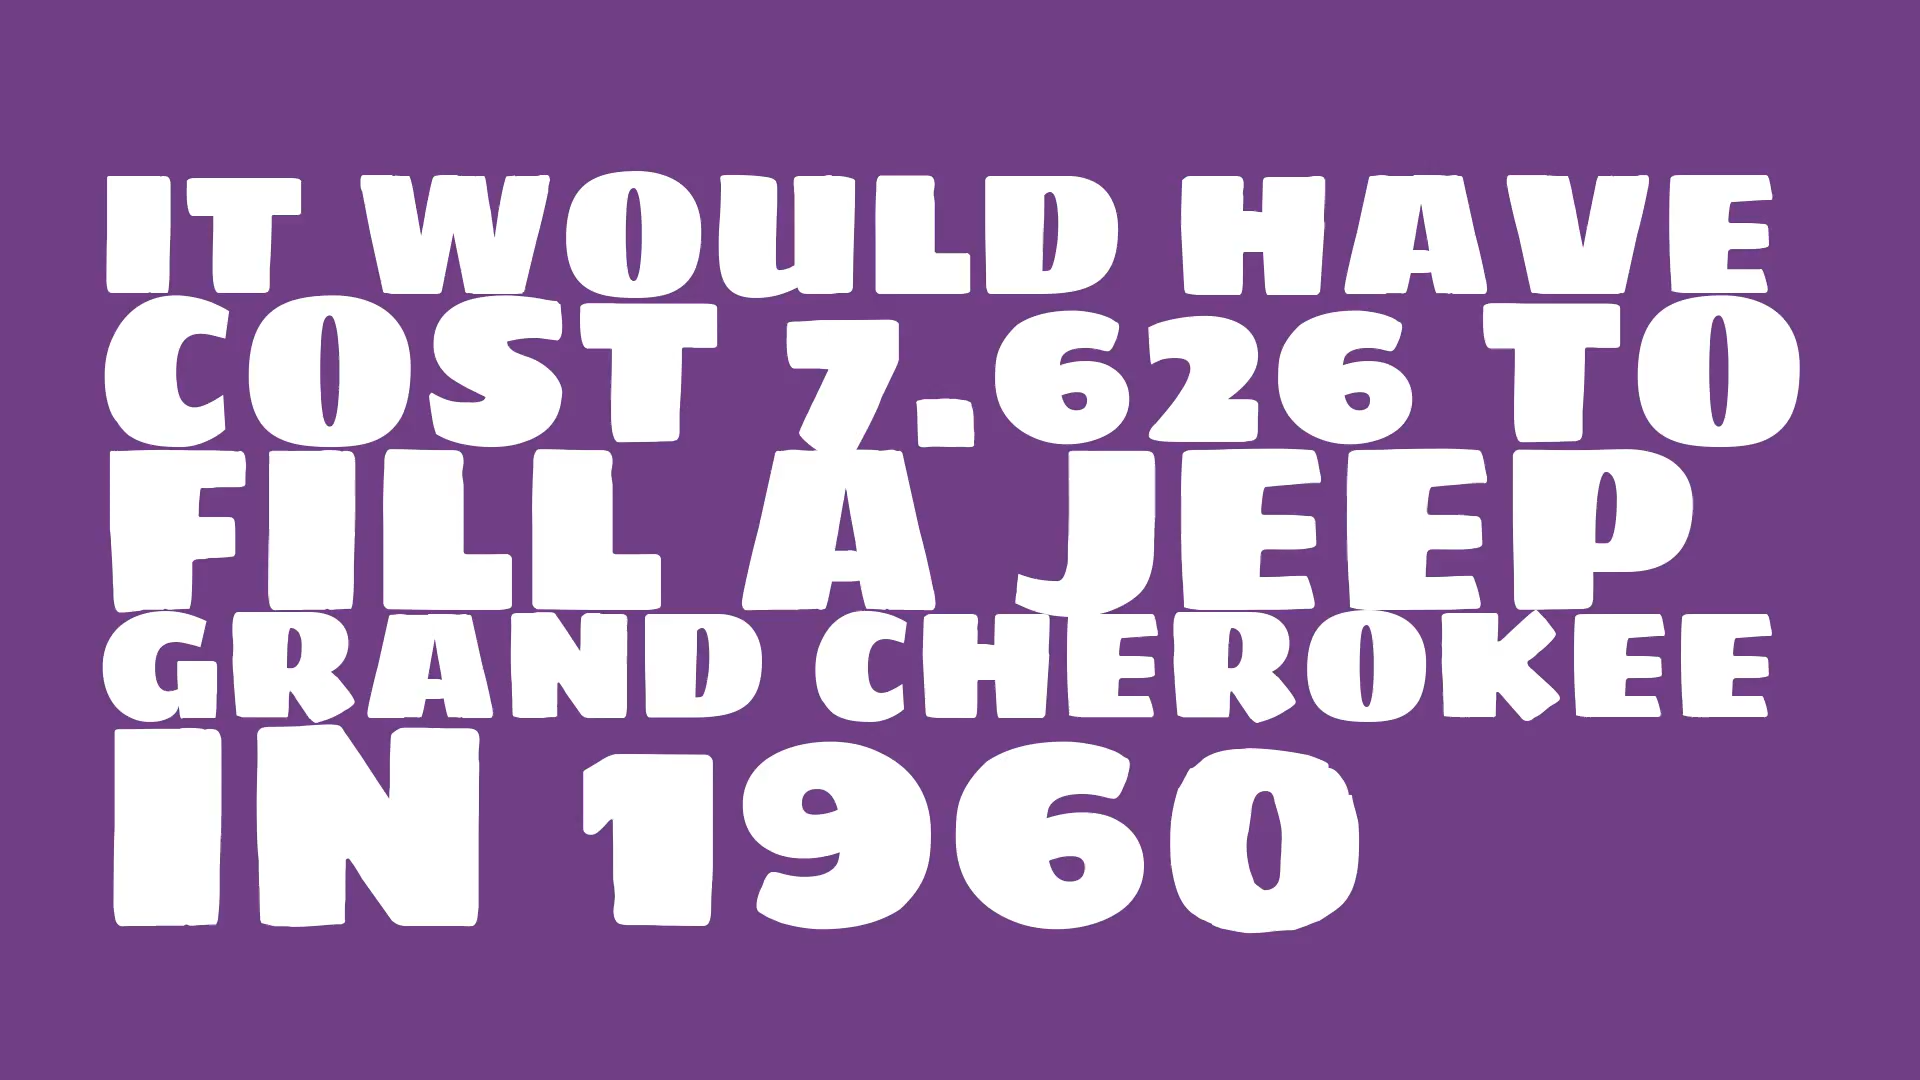 IT WOULD HAVE
COST 7.626 TO
FILL A JEEP
GRAND CHEROKEE
IN 1960